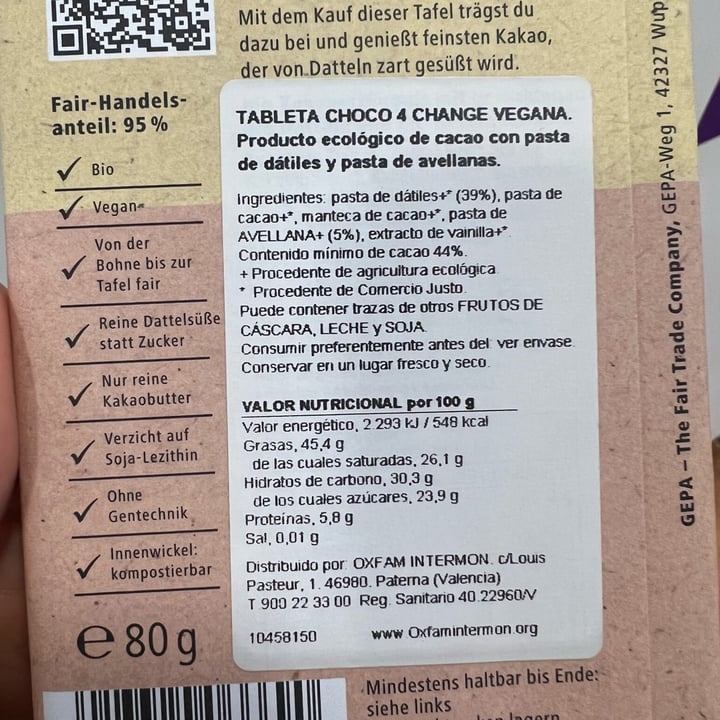 Mit dem Kauf dieser Tafel trägst du
dazu bei und genießt feinsten Kakao,
der von Datteln zart gesüßt wird.
Fair-Handels-
anteil: 95 %
Bio
Vegan
Von der
Bohne bis zur
Tafel fair
Reine Dattelsüße
statt Zucker
Nur reine
Kakaobutter
Verzicht auf
Soja-Lezithin
Ohne
Gentechnik
Innenwickel:
kompostierbar
e 80 g
TABLETA CHOCO 4 CHANGE VEGANA.
Producto ecológico de cacao con pasta
de dátiles y pasta de avellanas.
Ingredientes: pasta de dátiles+* (39%), pasta de
cacao+*, manteca de cacao+*, pasta de
AVELLANA+ (5%), extracto de vainilla+*.
Contenido mínimo de cacao 44%.
+ Procedente de agricultura ecológica.
* Procedente de Comercio Justo.
Puede contener trazas de otros FRUTOS DE
CÁSCARA, LECHE y SOJA.
Consumir preferentemente antes del: ver envase.
Conservar en un lugar fresco y seco.
VALOR NUTRICIONAL por 100 g
Valor energético, 2 293 kJ / 548 kcal
Grasas, 45,4 g
de las cuales saturadas, 26,1 g
Hidratos de carbono, 30,3 g
de los cuales azúcares, 23,9 g
Proteínas, 5,8 g
Sal, 0,01 g
Distribuido por: OXFAM INTERMON. c/Louis
Pasteur, 1. 46980. Paterna (Valencia)
T 900 22 33 00 Reg. Sanitario 40.22960/V
10458150 www.Oxfamintermon.org
Mindestens haltbar bis Ende:
siehe links
GEPA – The Fair Trade Company, GEPA-Weg 1, 42327 Wup